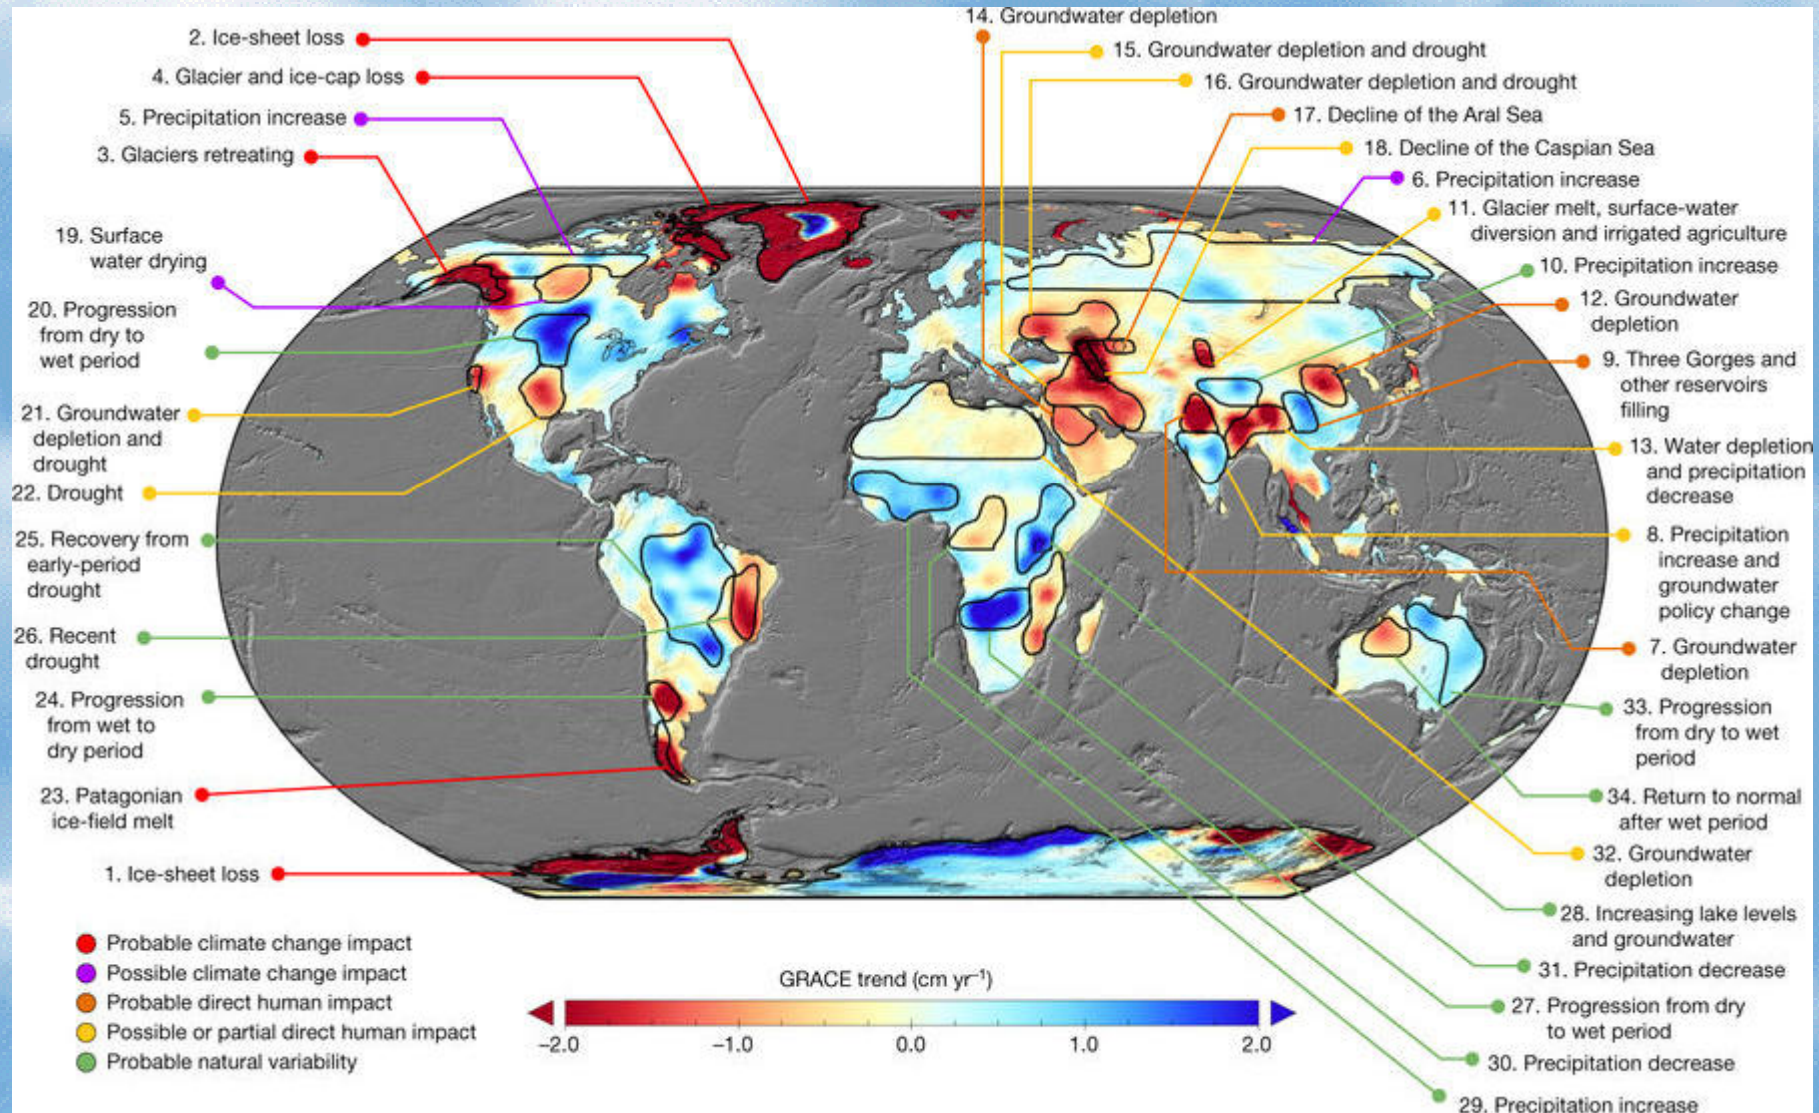 14. Groundwater depletion
2. Ice-sheet loss
15. Groundwater depletion and drought
4. Glacier and ice-cap loss
16. Groundwater depletion and drought
5. Precipitation increase
17. Decline of the Aral Sea
3. Glaciers retreating
18. Decline of the Caspian Sea
6. Precipitation increase
11. Glacier melt, surface-water
diversion and irrigated agriculture
19. Surface
water drying
10. Precipitation increase
20. Progression
from dry to
wet period
12. Groundwater
depletion
9. Three Gorges and
other reservoirs
filling
21. Groundwater
depletion and
drought
13. Water depletion
and precipitation
decrease
22. Drought
25. Recovery from
early-period
drought
8. Precipitation
increase and
groundwater
policy change
26. Recent
drought
7. Groundwater
depletion
24. Progression
from wet to
dry period
33. Progression
from dry to wet
period
23. Patagonian
ice-field melt
34. Return to normal
after wet period
32. Groundwater
depletion
1. Ice-sheet loss
28. Increasing lake levels
and groundwater
31. Precipitation decrease
27. Progression from dry
to wet period
30. Precipitation decrease
29. Precipitation increase
Probable climate change impact
Possible climate change impact
Probable direct human impact
Possible or partial direct human impact
Probable natural variability
GRACE trend (cm yr⁻¹)
−2.0 −1.0 0.0 1.0 2.0